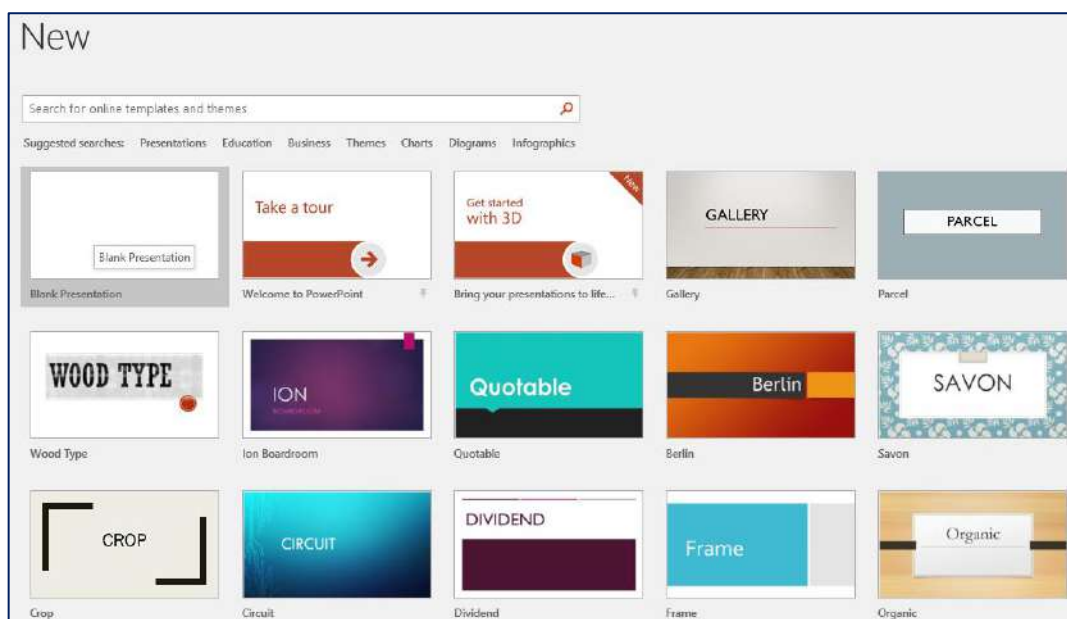 New
Search for online templates and themes
Suggested searches: Presentations Education Business Themes Charts Diagrams Infographics
Take a tour
Get started
with 3D
New
GALLERY
PARCEL
Blank Presentation
Blank Presentation
Welcome to PowerPoint
Bring your presentations to life...
Gallery
Parcel
WOOD TYPE
ION
BOARDROOM
Quotable
Berlin
SAVON
Wood Type
Ion Boardroom
Quotable
Berlin
Savon
CROP
CIRCUIT
DIVIDEND
Frame
Organic
Crop
Circuit
Dividend
Frame
Organic